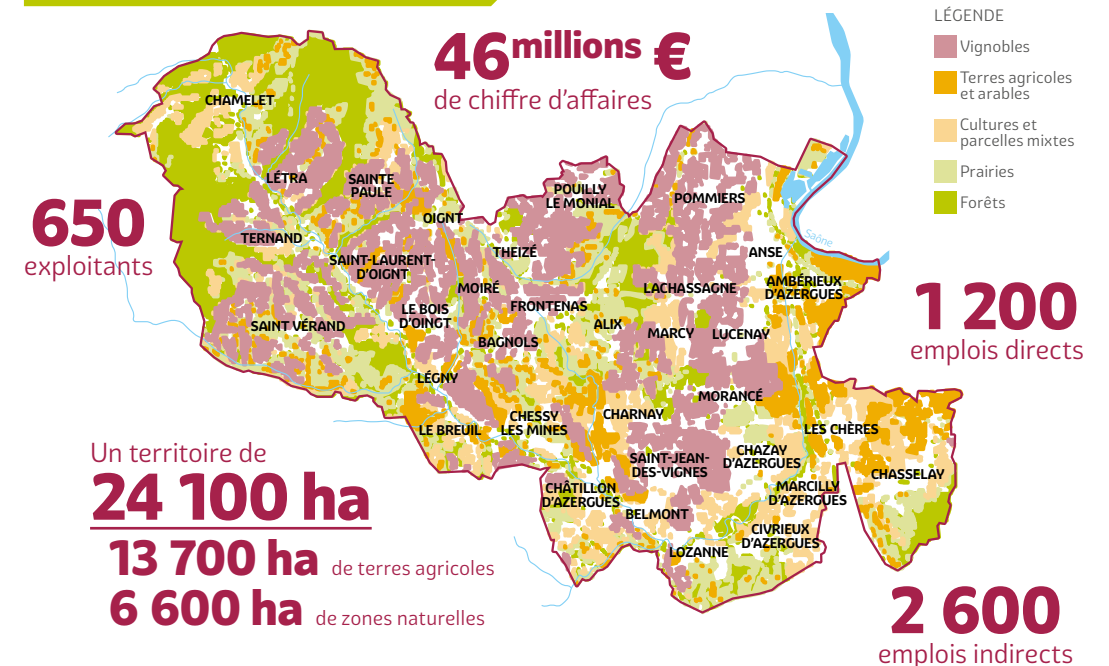 46 millions €
de chiffre d'affaires
LÉGENDE
Vignobles
Terres agricoles
et arables
Cultures et
parcelles mixtes
Prairies
Forêts
650
exploitants
CHAMELET
LÉTRA
SAINTE
PAULE
OIGNT
TERNAND
SAINT-LAURENT-
D'OIGNT
POUILLY
LE MONIAL
POMMIERS
THEIZÉ
ANSE
Saône
MOIRÉ
LACHASSAGNE
AMBÉRIEUX
D'AZERGUES
FRONTENAS
LE BOIS
D'OINGT
SAINT VÉRAND
ALIX
MARCY
LUCENAY
BAGNOLS
LÉGNY
MORANCÉ
CHESSY
LES MINES
CHARNAY
LE BREUIL
LES CHÈRES
SAINT-JEAN-
DES-VIGNES
CHAZAY
D'AZERGUES
CHASSELAY
CHÂTILLON
D'AZERGUES
MARCILLY
D'AZERGUES
BELMONT
CIVRIEUX
D'AZERGUES
LOZANNE
1 200
emplois directs
Un territoire de
24 100 ha
13 700 ha de terres agricoles
6 600 ha de zones naturelles
2 600
emplois indirects